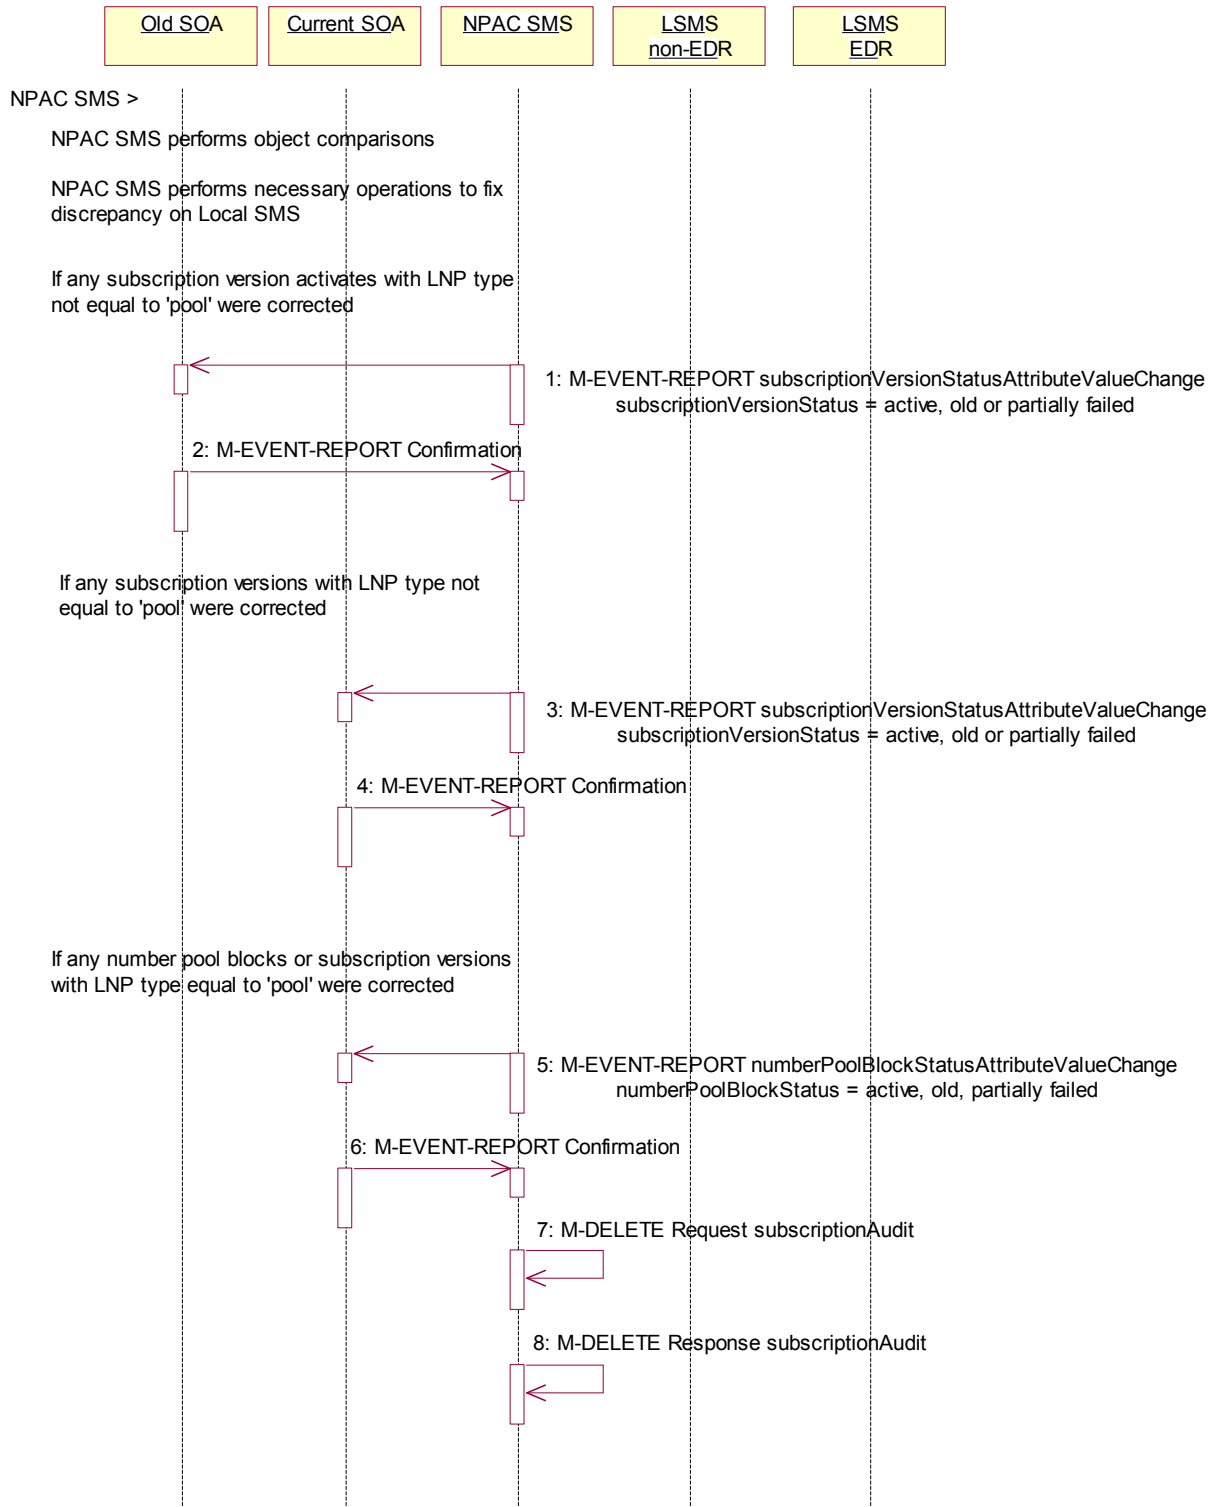 Old SOA
Current SOA
NPAC SMS
LSMS
non-EDR
LSMS
EDR
NPAC SMS >
NPAC SMS performs object comparisons
NPAC SMS performs necessary operations to fix
discrepancy on Local SMS
If any subscription version activates with LNP type
not equal to 'pool' were corrected
1: M-EVENT-REPORT subscriptionVersionStatusAttributeValueChange
subscriptionVersionStatus = active, old or partially failed
2: M-EVENT-REPORT Confirmation
If any subscription versions with LNP type not
equal to 'pool' were corrected
3: M-EVENT-REPORT subscriptionVersionStatusAttributeValueChange
subscriptionVersionStatus = active, old or partially failed
4: M-EVENT-REPORT Confirmation
If any number pool blocks or subscription versions
with LNP type equal to 'pool' were corrected
5: M-EVENT-REPORT numberPoolBlockStatusAttributeValueChange
numberPoolBlockStatus = active, old, partially failed
6: M-EVENT-REPORT Confirmation
7: M-DELETE Request subscriptionAudit
8: M-DELETE Response subscriptionAudit